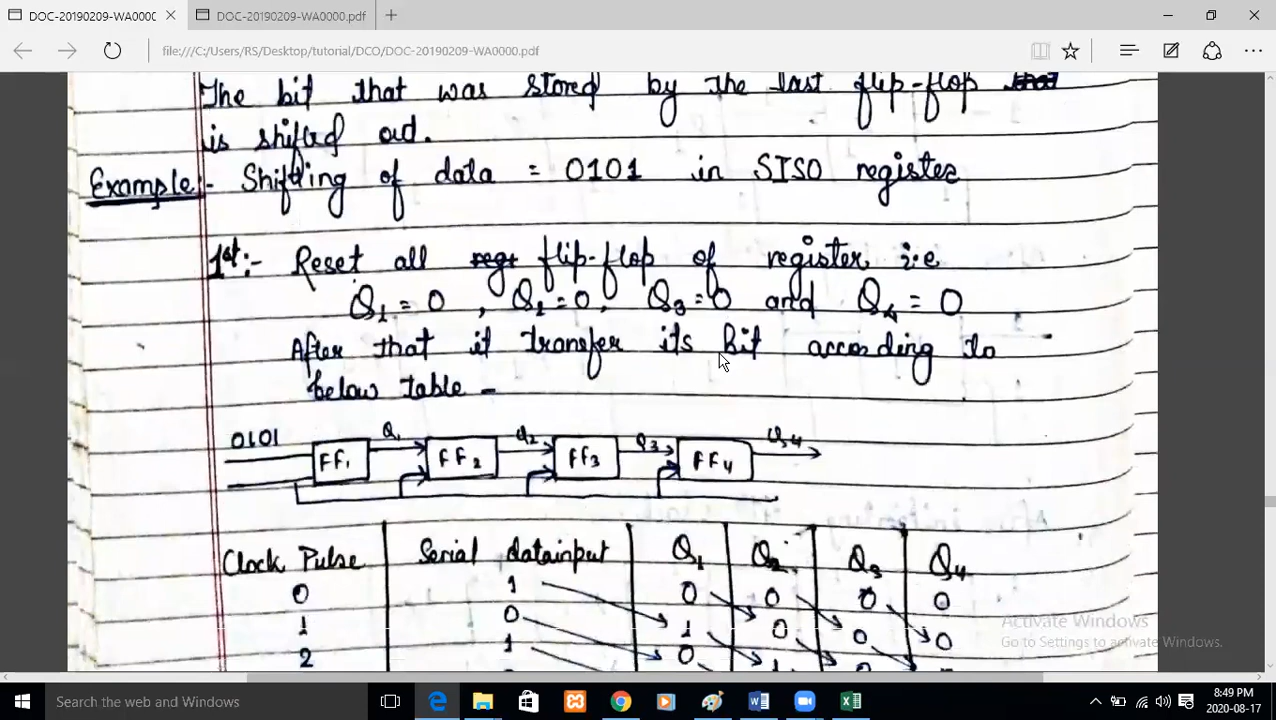 DOC-20190209-WA0000
DOC-20190209-WA0000.pdf
file:///C:/Users/RS/Desktop/tutorial/DCO/DOC-20190209-WA0000.pdf
The bit that was stored by the last flip-flop
is shifted out.
Example:- Shifting of data = 0101 in SISO register
1st:- Reset all flip-flop of register i.e
Q1 = 0 , Q2 = 0, Q3 = 0 and Q4 = 0
After that it transfer its Bit according to
below table -
0101 Q1 Q2 Q3 Q4
FF1 FF2 FF3 FF4
Clock Pulse Serial datainput Q1 Q2 Q3 Q4
0 1 0 0 0 0
1 0 1 0 0 0
2 1 0 1 0 0
Activate Windows
Go to Settings to activate Windows.
Search the web and Windows
8:49 PM
2020-08-17